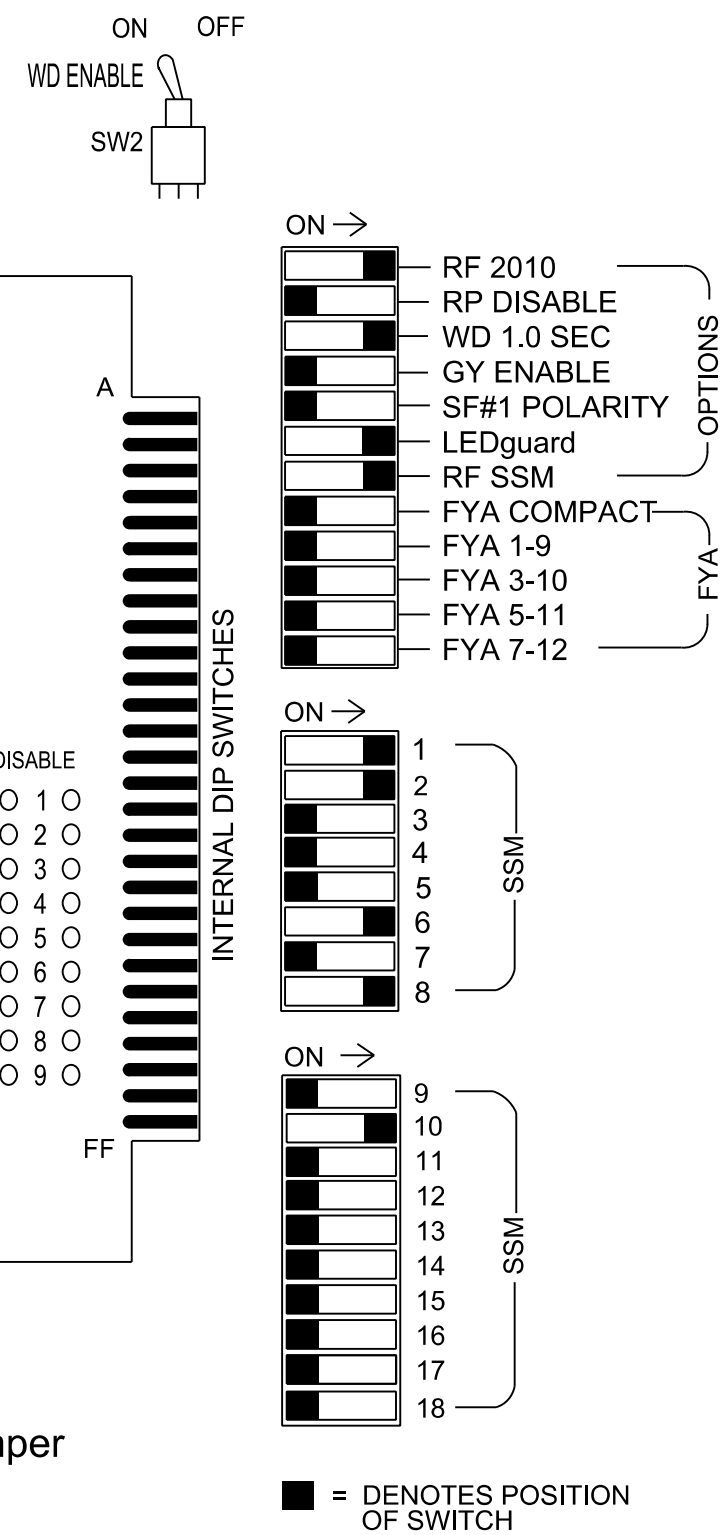 ON OFF
WD ENABLE
SW2
ON →
RF 2010
RP DISABLE
WD 1.0 SEC
GY ENABLE
SF#1 POLARITY
LEDguard
RF SSM
OPTIONS
FYA COMPACT
FYA 1-9
FYA 3-10
FYA 5-11
FYA 7-12
FYA
A
FF
INTERNAL DIP SWITCHES
DISABLE
1
2
3
4
5
6
7
8
9
ON →
1
2
3
4
5
6
7
8
SSM
ON →
9
10
11
12
13
14
15
16
17
18
SSM
= DENOTES POSITION
OF SWITCH